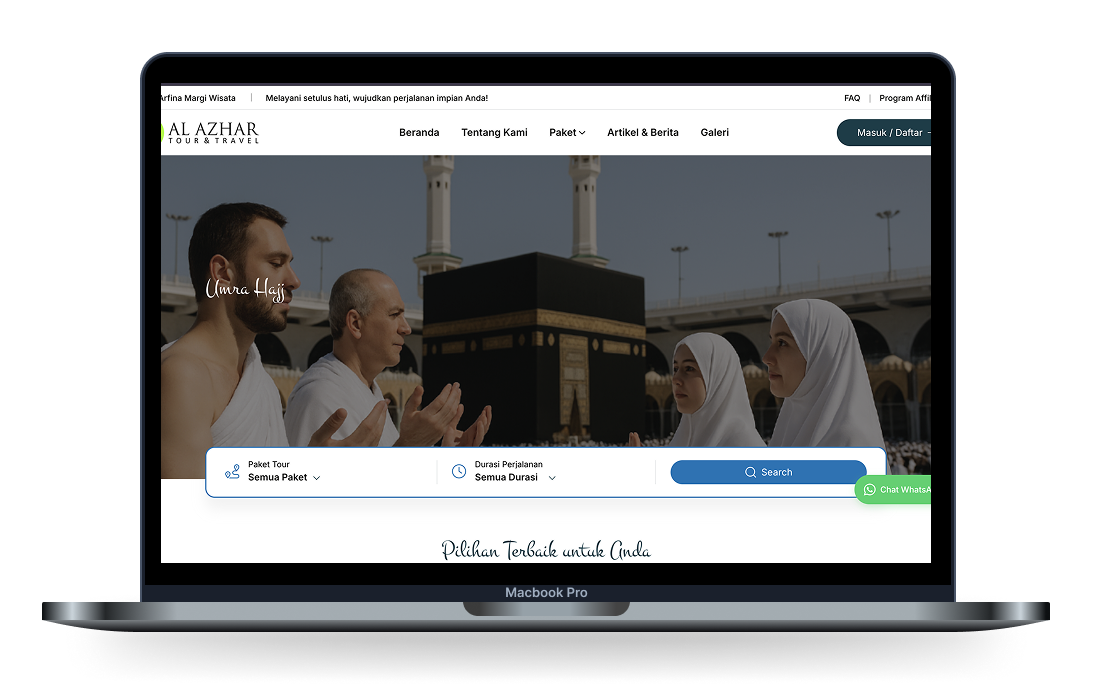 Arfina Margi Wisata | Melayani setulus hati, wujudkan perjalanan impian Anda! FAQ | Program Affil
AL AZHAR
TOUR & TRAVEL
Beranda Tentang Kami Paket Artikel & Berita Galeri Masuk / Daftar
Umra Hajj
Paket Tour
Semua Paket
Durasi Perjalanan
Semua Durasi
Search
Chat WhatsA
Pilihan Terbaik untuk Anda
Macbook Pro